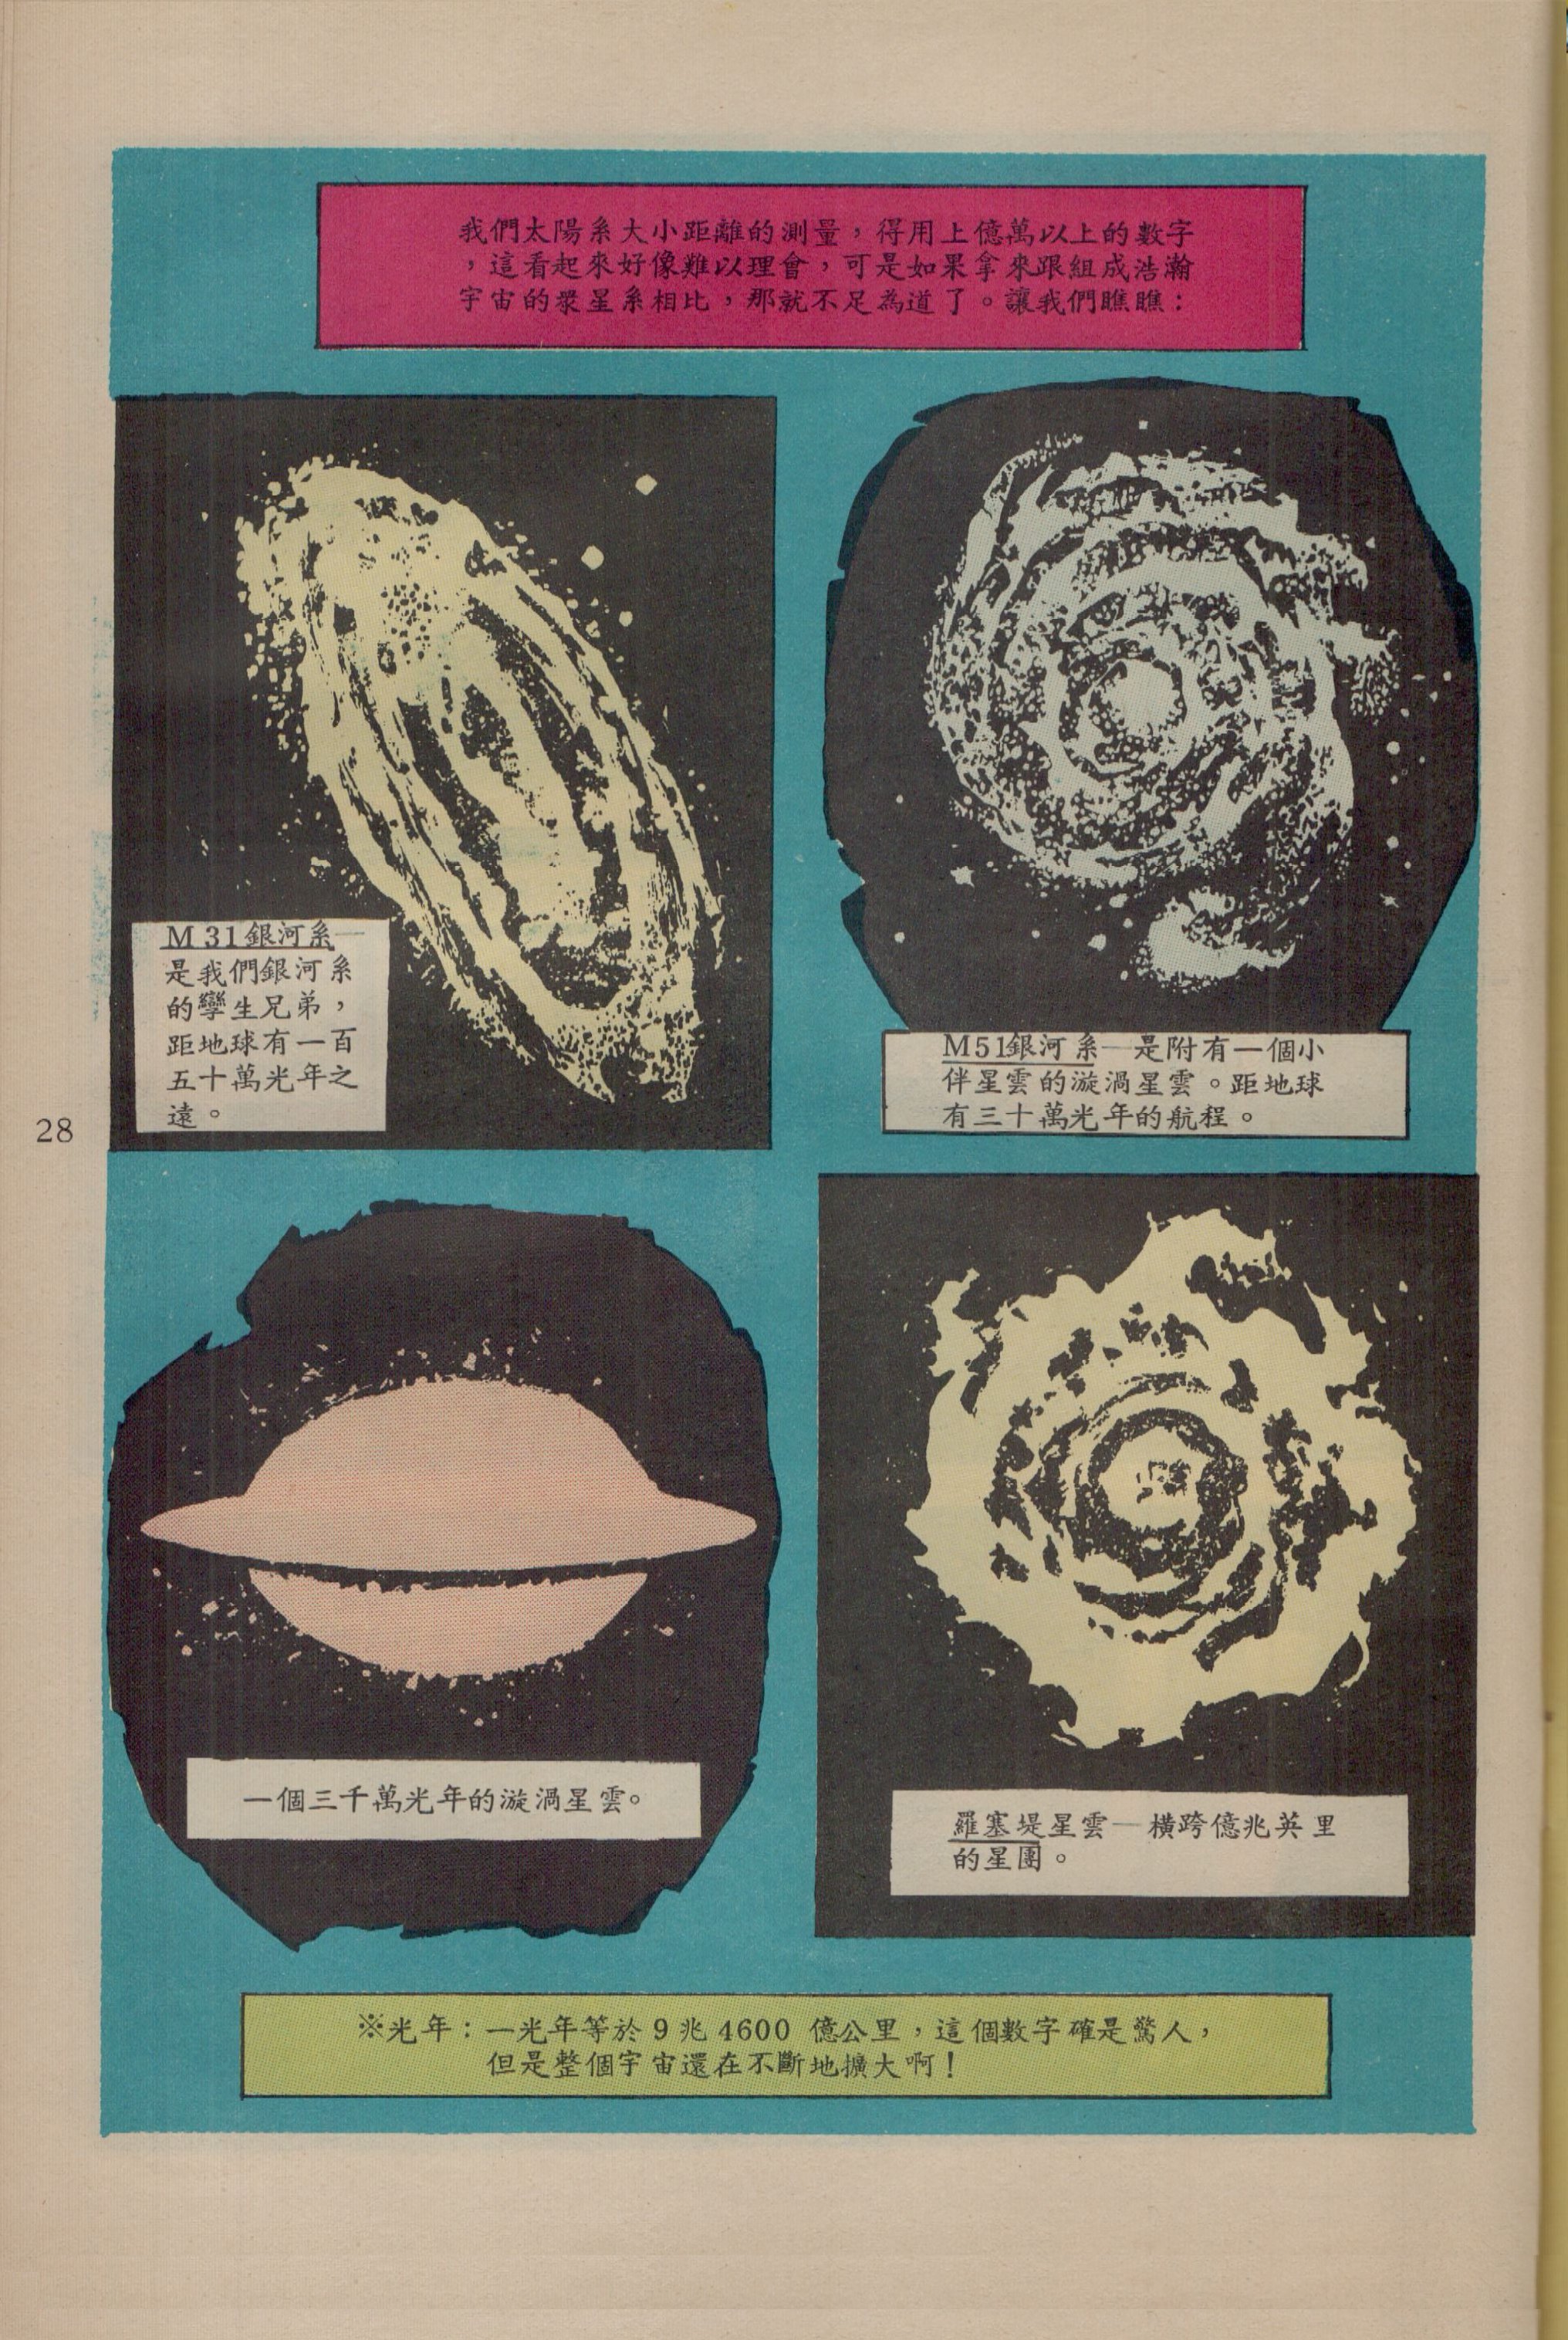 我們太陽系大小距離的測量，得用上億萬以上的數字
，這看起來好像難以理會，可是如果拿來跟組成浩瀚
宇宙的衆星系相比，那就不足為道了。讓我們瞧瞧：
M 31銀河系—
是我們銀河系
的孿生兄弟，
距地球有一百
五十萬光年之
遠。
M51銀河系—是附有一個小
伴星雲的漩渦星雲。距地球
有三十萬光年的航程。
28
一個三千萬光年的漩渦星雲。
羅塞堤星雲—橫跨億兆英里
的星團。
※光年：一光年等於9兆4600億公里，這個數字確是驚人，
但是整個宇宙還在不斷地擴大啊！